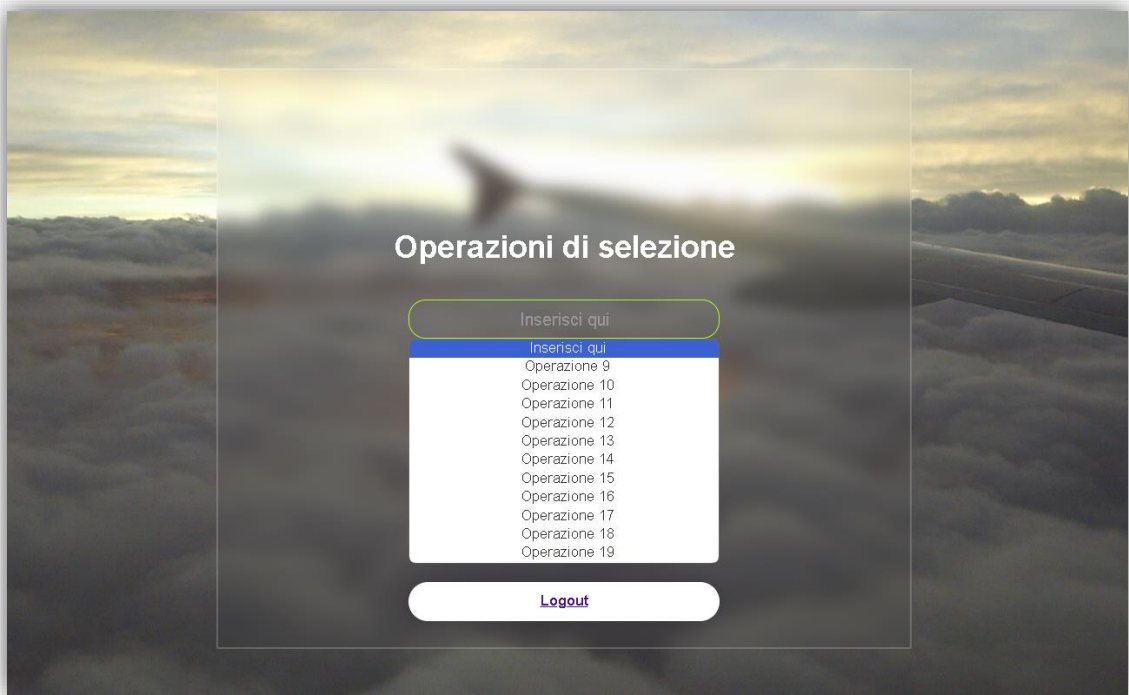 Operazioni di selezione
Inserisci qui
Inserisci qui
Operazione 9
Operazione 10
Operazione 11
Operazione 12
Operazione 13
Operazione 14
Operazione 15
Operazione 16
Operazione 17
Operazione 18
Operazione 19
Logout